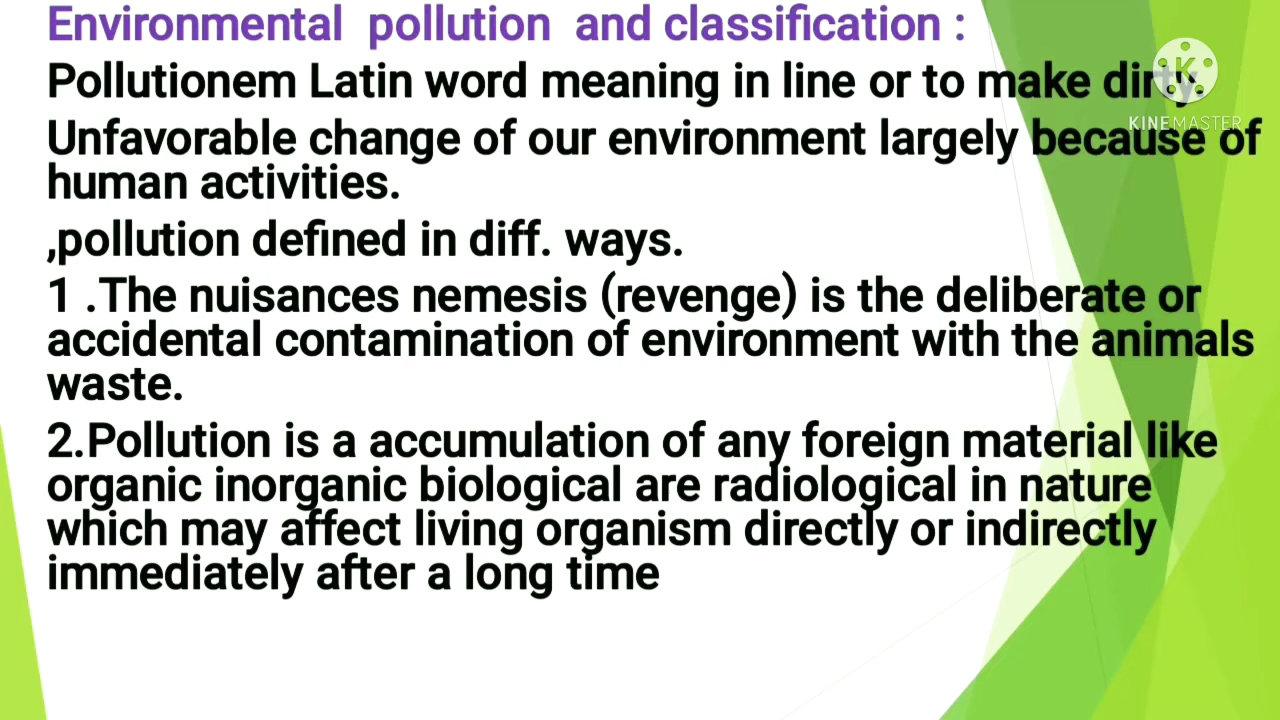 Environmental pollution and classification :
Pollutionem Latin word meaning in line or to make dirty.
KINEMASTER
Unfavorable change of our environment largely because of
human activities.
,pollution defined in diff. ways.
1 .The nuisances nemesis (revenge) is the deliberate or
accidental contamination of environment with the animals
waste.
2.Pollution is a accumulation of any foreign material like
organic inorganic biological are radiological in nature
which may affect living organism directly or indirectly
immediately after a long time